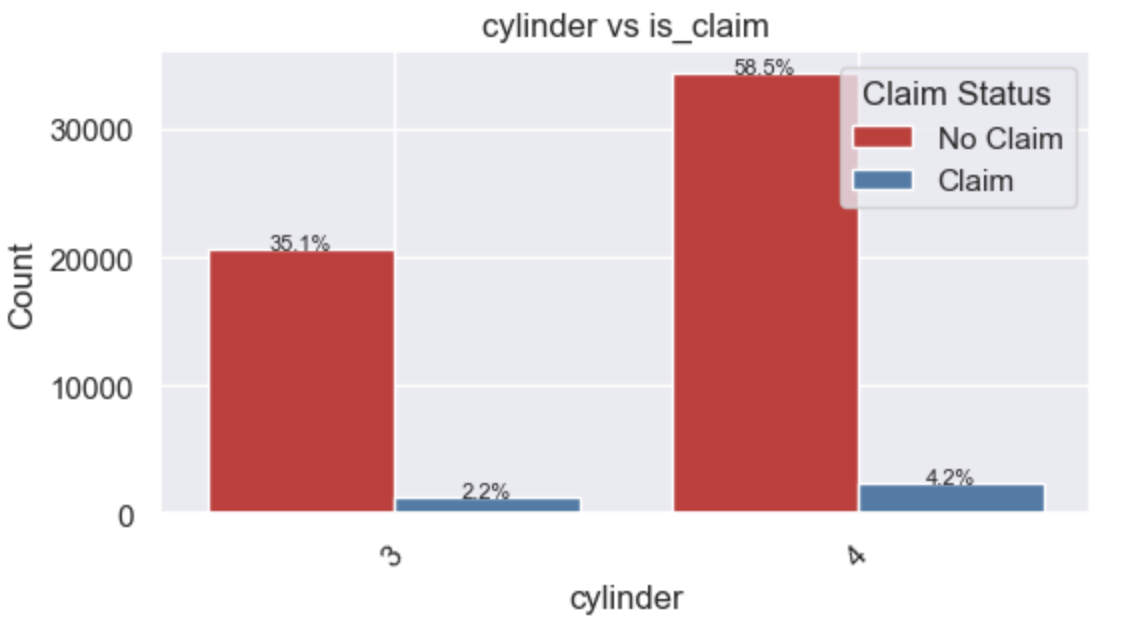 cylinder vs is_claim
58.5%
Claim Status
No Claim
Claim
30000
35.1%
20000
Count
10000
4.2%
2.2%
0
3
4
cylinder